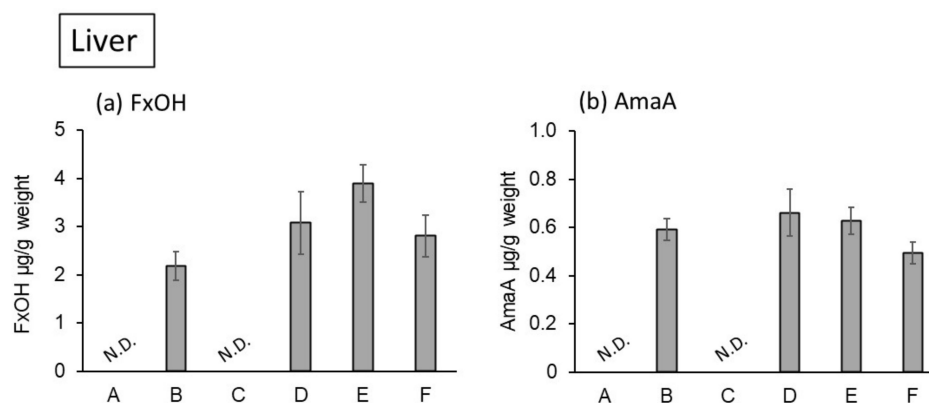 Liver
(a) FxOH
FxOH µg/g weight
5
4
3
2
1
0
N.D.
N.D.
A B C D E F
(b) AmaA
AmaA µg/g weight
1.0
0.8
0.6
0.4
0.2
0
N.D.
N.D.
A B C D E F